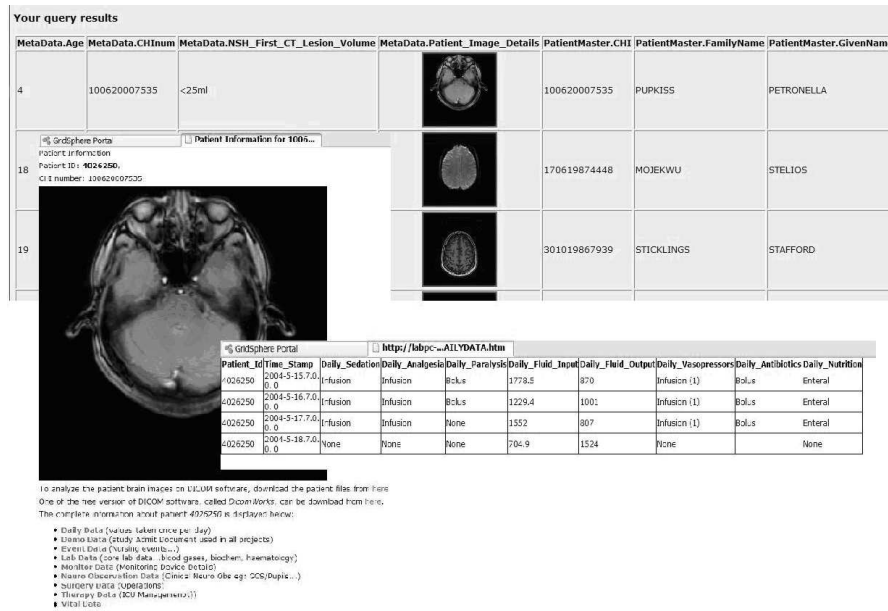 Your query results
MetaData.Age MetaData.CHInum MetaData.NSH_First_CT_Lesion_Volume MetaData.Patient_Image_Details PatientMaster.CHI PatientMaster.FamilyName PatientMaster.GivenNam
4 100620007535 <25ml 100620007535 PUPKISS PETRONELLA
18 170619874448 MOJEKWU STELIOS
19 301019867939 STICKLINGS STAFFORD
GridSphere Portal Patient Information for 1006...
Patient Information
Patient ID: 4026250,
CHI number: 100620007535
GridSphere Portal http://labpc-...AILYDATA.htm
Patient_Id Time_Stamp Daily_Sedation Daily_Analgesia Daily_Paralysis Daily_Fluid_Input Daily_Fluid_Output Daily_Vasopressors Daily_Antibiotics Daily_Nutrition
4026250 2004-5-15.7.0. 0. 0 Infusion Infusion Bolus 1778.5 870 Infusion (1) Bolus Enteral
4026250 2004-5-16.7.0. 0. 0 Infusion Infusion Bolus 1229.4 1001 Infusion (1) Bolus Enteral
4026250 2004-5-17.7.0. 0. 0 Infusion Infusion None 1552 807 Infusion (1) Bolus Enteral
4026250 2004-5-18.7.0. 0. 0 None None None 704.9 1524 None None
To analyze the patient brain images on DICOM software, download the patient files from here
One of the free version of DICOM software, called DicomWorks, can be download from here.
The complete information about patient 4026250 is displayed below:
• Daily Data (values taken once per day)
• Demo Data (study Admit Document used in all projects)
• Event Data (Nursing events...)
• Lab Data (core lab data...blood gases, biochem, haematology)
• Monitor Data (Monitoring Device Details)
• Neuro Observation Data (Clinical Neuro Obs eg: GCS/Pupils...)
• Surgery Data (Operations)
• Therapy Data (ICU Management))
• Vital Data